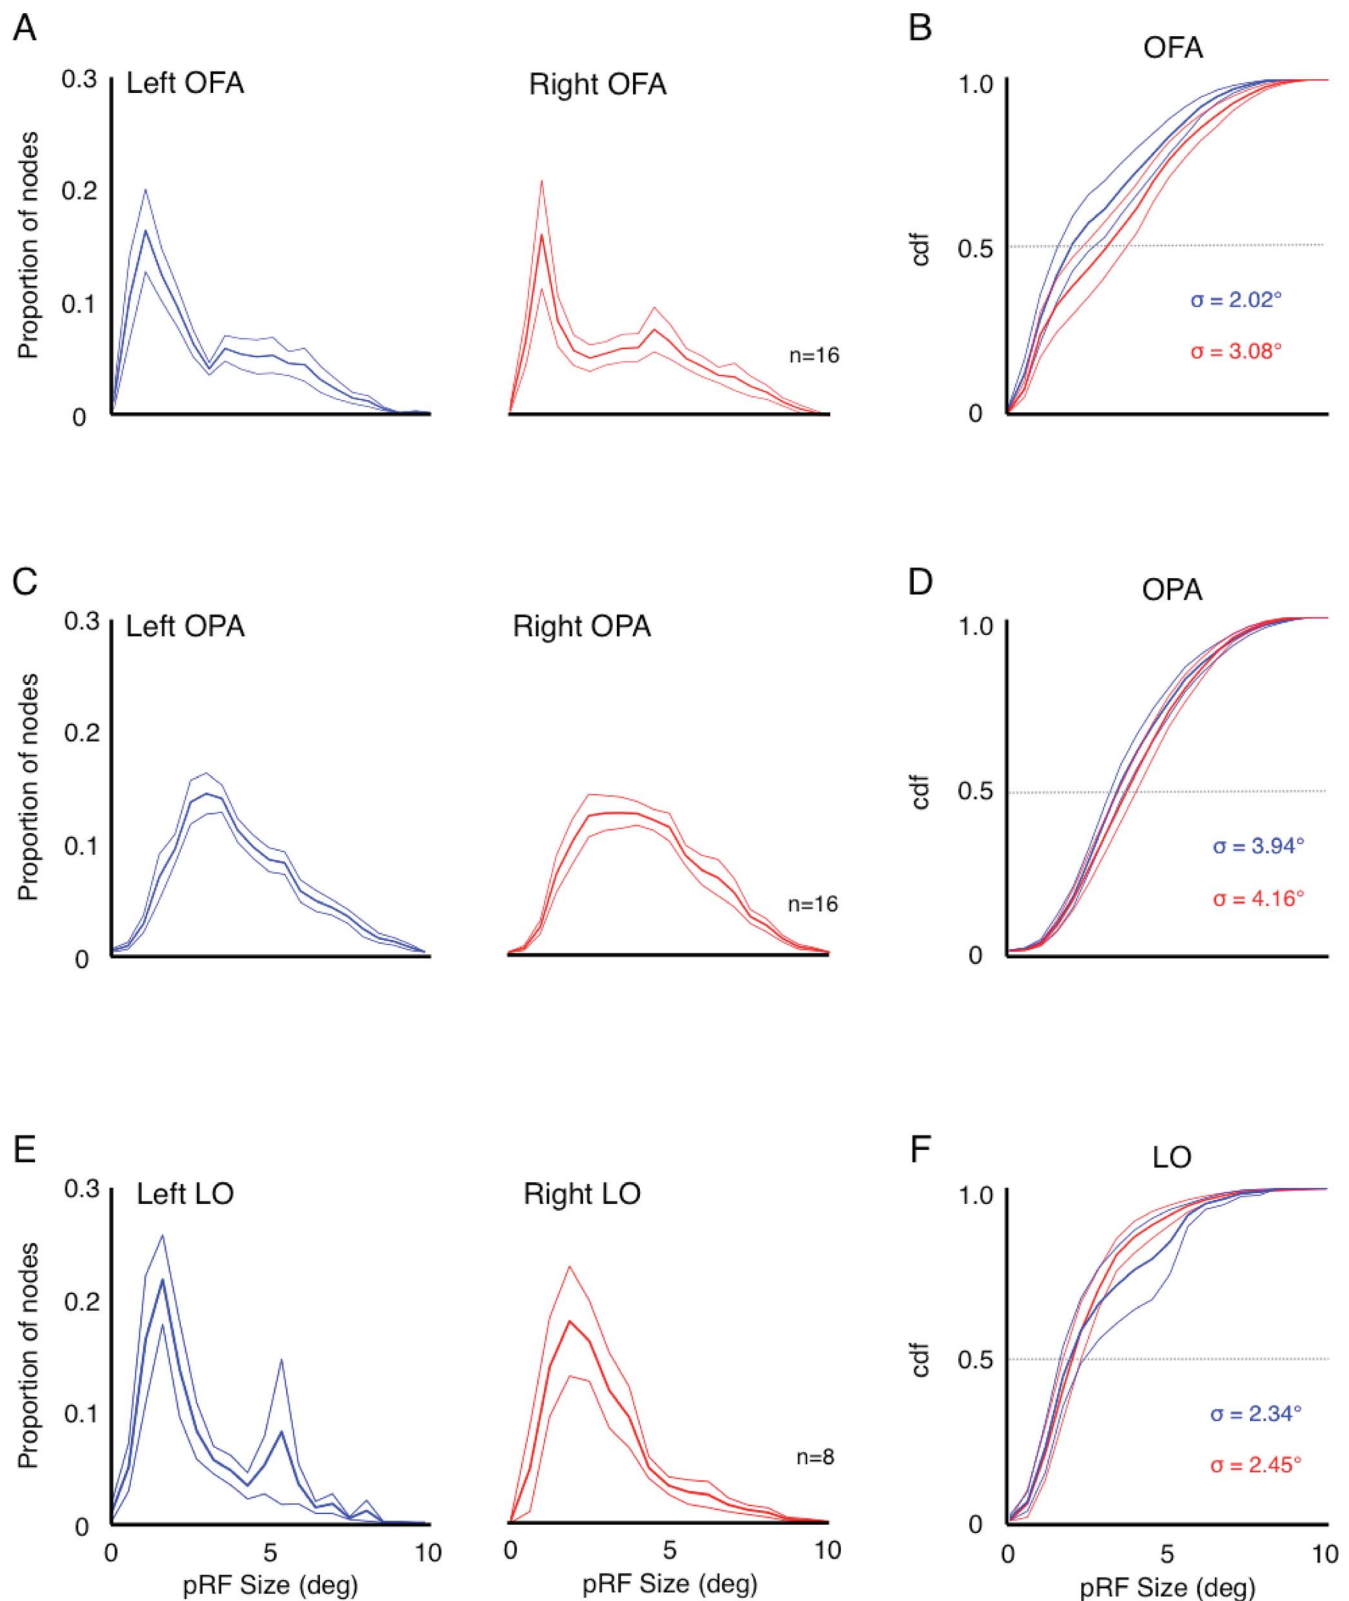 A
B
OFA
0.3
Left OFA
Right OFA
1.0
Proportion of nodes
0.2
cdf
0.5
0.1
σ = 2.02°
n=16
σ = 3.08°
0
0
C
D
OPA
0.3
Left OPA
Right OPA
1.0
Proportion of nodes
0.2
cdf
0.5
0.1
σ = 3.94°
n=16
σ = 4.16°
0
0
E
F
LO
0.3
Left LO
Right LO
1.0
Proportion of nodes
0.2
cdf
0.5
0.1
σ = 2.34°
n=8
σ = 2.45°
0
0
0 5 10
0 5 10
0 5 10
pRF Size (deg)
pRF Size (deg)
pRF Size (deg)